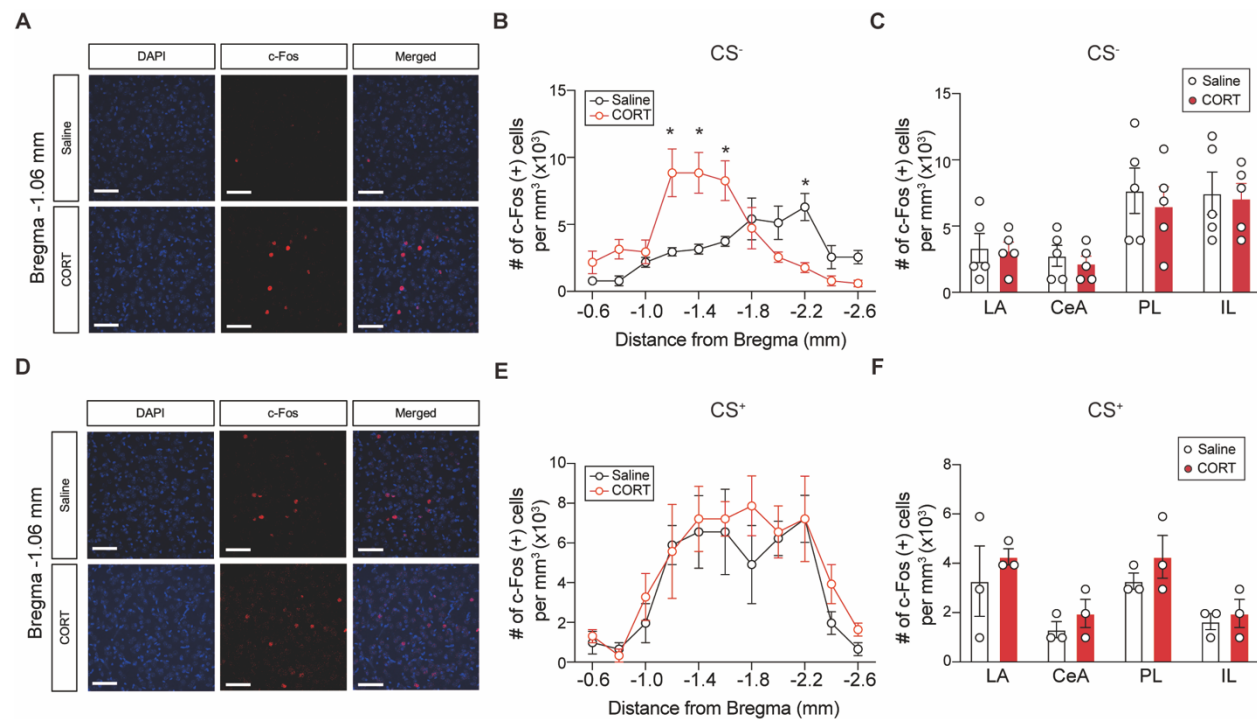 A
DAPI
c-Fos
Merged
Bregma -1.06 mm
Saline
CORT
B
CS⁻
Saline
CORT
# of c-Fos (+) cells
per mm³ (x10³)
15
10
5
0
* * * *
-0.6 -1.0 -1.4 -1.8 -2.2 -2.6
Distance from Bregma (mm)
C
CS⁻
Saline
CORT
# of c-Fos (+) cells
per mm³ (x10³)
15
10
5
0
LA CeA PL IL
D
DAPI
c-Fos
Merged
Bregma -1.06 mm
Saline
CORT
E
CS⁺
Saline
CORT
# of c-Fos (+) cells
per mm³ (x10³)
10
8
6
4
2
0
-0.6 -1.0 -1.4 -1.8 -2.2 -2.6
Distance from Bregma (mm)
F
CS⁺
Saline
CORT
# of c-Fos (+) cells
per mm³ (x10³)
8
6
4
2
0
LA CeA PL IL